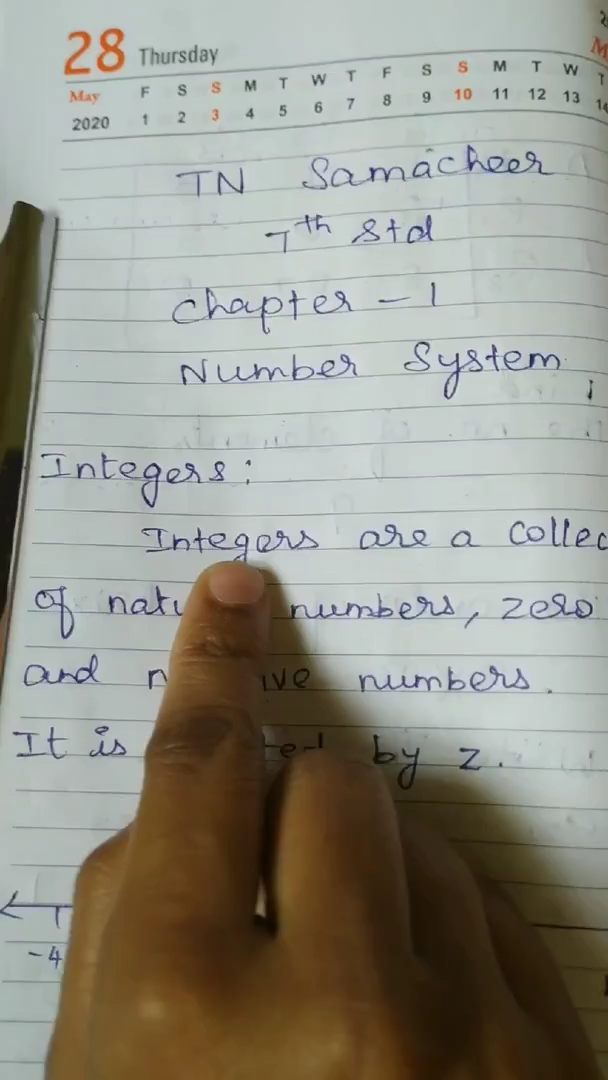 28 Thursday
May F S S M T W T F S S M T W T
2020 1 2 3 4 5 6 7 8 9 10 11 12 13 14
TN Samacheer
7th Std
Chapter - 1
Number System
Integers:
Integers are a collec
of numbers, zero
and numbers.
It is by z.
-4